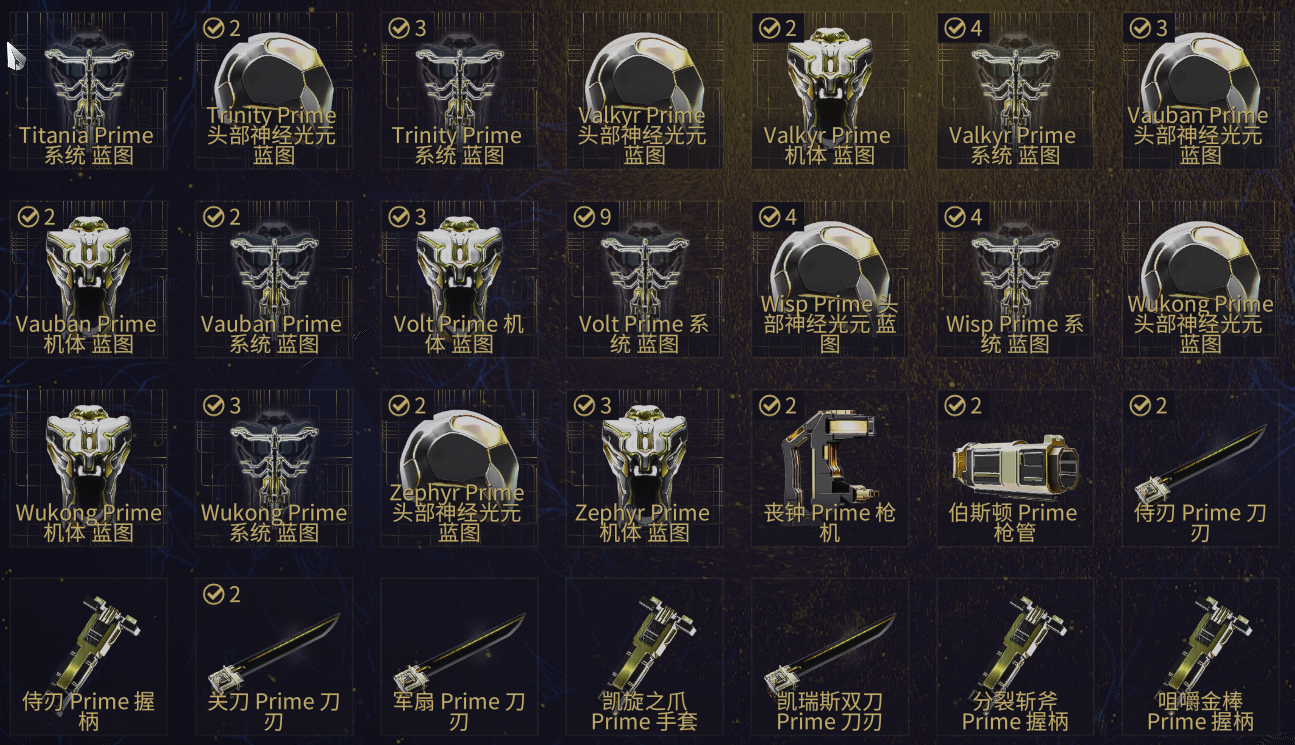 Titania Prime
系统 蓝图
2
Trinity Prime
头部神经光元
蓝图
3
Trinity Prime
系统 蓝图
Valkyr Prime
头部神经光元
蓝图
2
Valkyr Prime
机体 蓝图
4
Valkyr Prime
系统 蓝图
3
Vauban Prime
头部神经光元
蓝图
2
Vauban Prime
机体 蓝图
2
Vauban Prime
系统 蓝图
3
Volt Prime 机
体 蓝图
9
Volt Prime 系
统 蓝图
4
Wisp Prime 头
部神经光元 蓝
图
4
Wisp Prime 系
统 蓝图
Wukong Prime
头部神经光元
蓝图
Wukong Prime
机体 蓝图
3
Wukong Prime
系统 蓝图
2
Zephyr Prime
头部神经光元
蓝图
3
Zephyr Prime
机体 蓝图
2
丧钟 Prime 枪
机
2
伯斯顿 Prime
枪管
2
侍刃 Prime 刀
刃
侍刃 Prime 握
柄
2
关刀 Prime 刀
刃
军扇 Prime 刀
刃
凯旋之爪
Prime 手套
凯瑞斯双刀
Prime 刀刃
分裂斩斧
Prime 握柄
咀嚼金棒
Prime 握柄